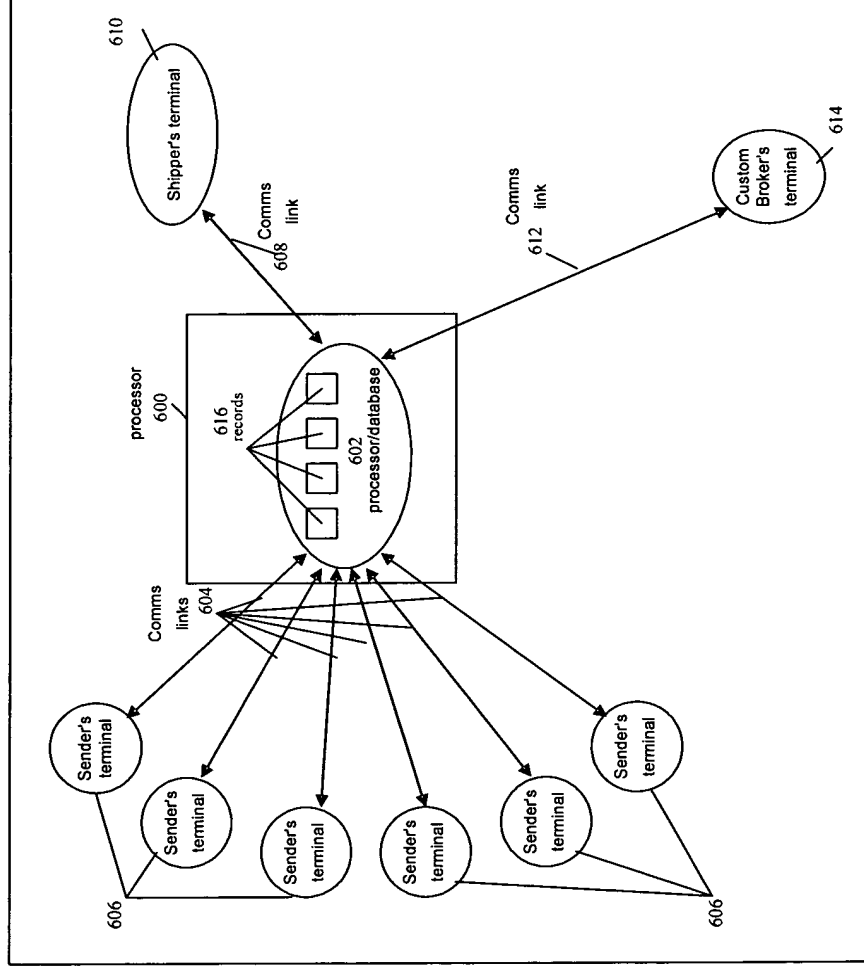 606
606
Sender's
terminal
Sender's
terminal
Sender's
terminal
Sender's
terminal
Sender's
terminal
Sender's
terminal
Comms
links 604
processor
600
616
records
602
processor/database
Comms
link
608
Comms
link
612
Shipper's terminal
610
Custom
Broker's
terminal
614